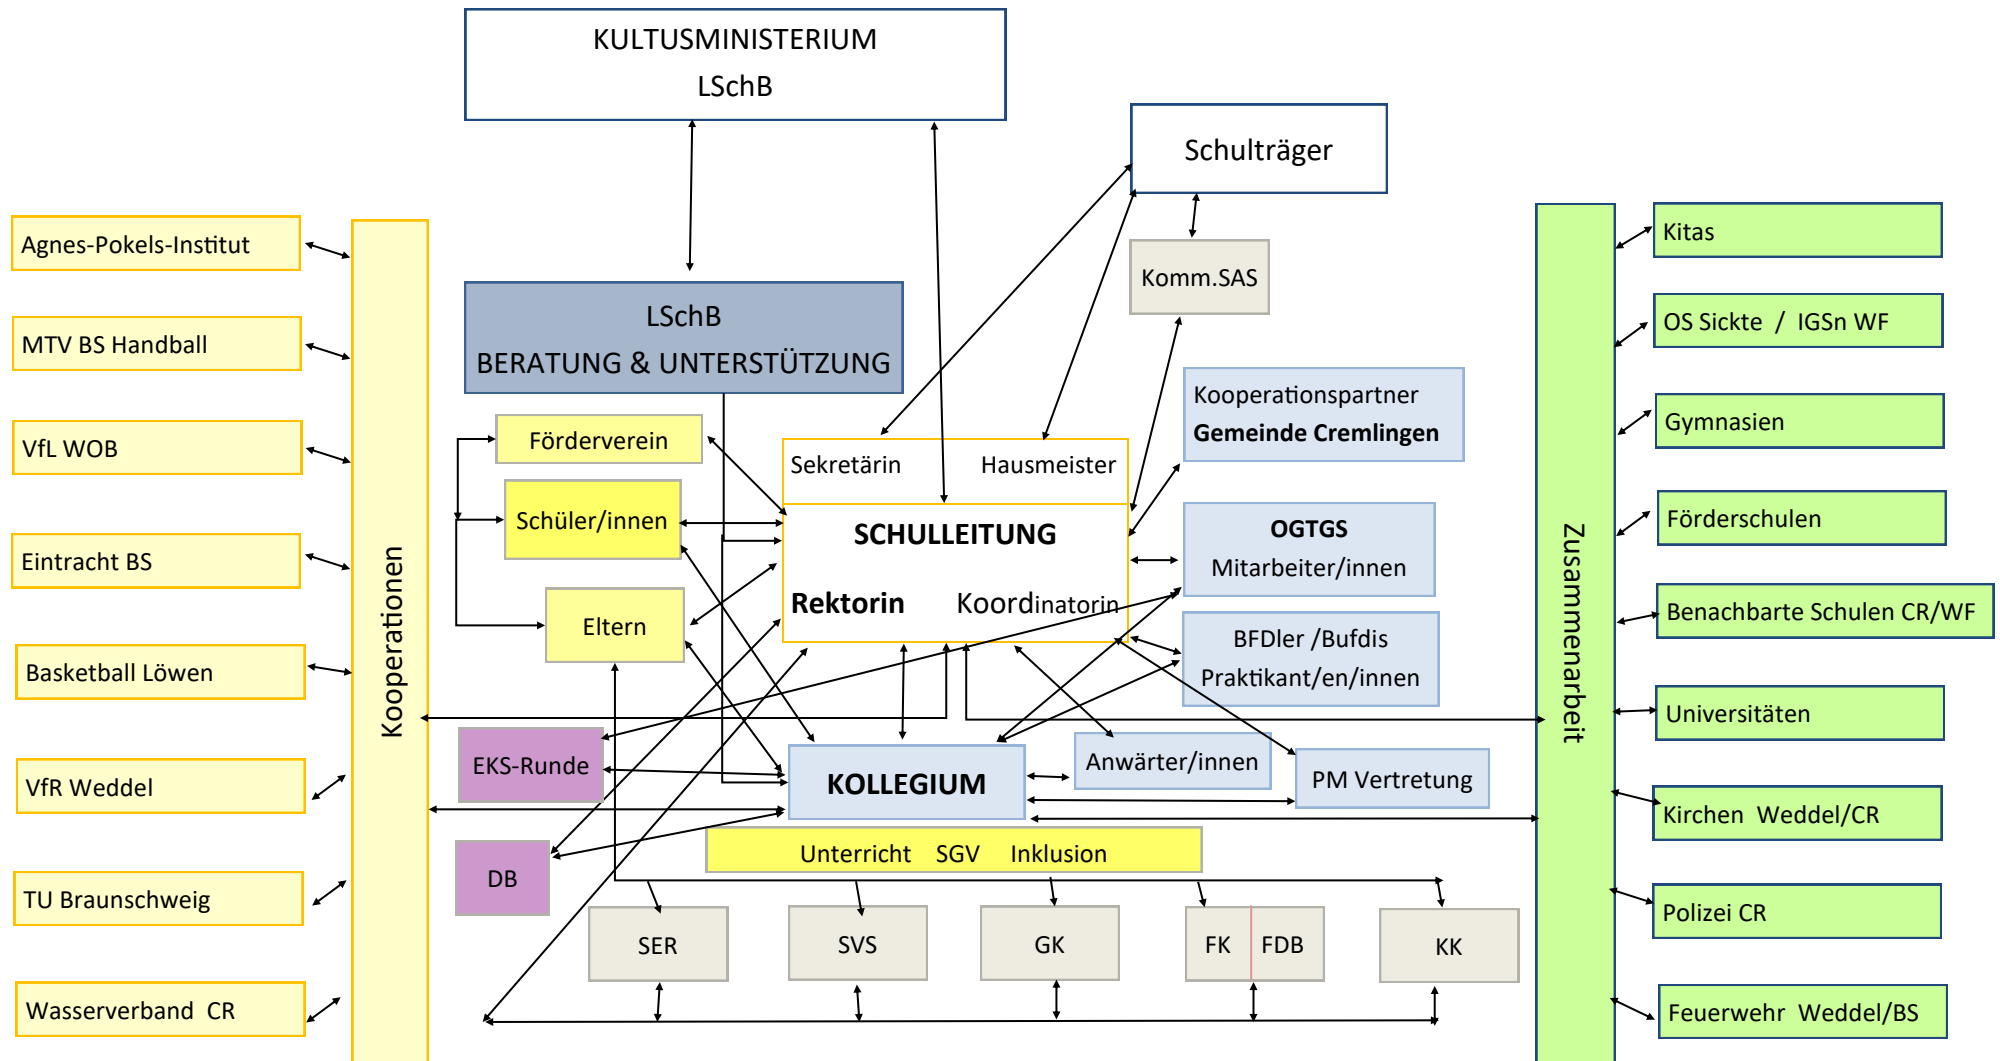 KULTUSMINISTERIUM
LSchB
Schulträger
Komm.SAS
LSchB
BERATUNG & UNTERSTÜTZUNG
Kooperationspartner
Gemeinde Cremlingen
Förderverein
Schüler/innen
Eltern
Sekretärin Hausmeister
SCHULLEITUNG
Rektorin Koordinatorin
OGTGS
Mitarbeiter/innen
BFDler /Bufdis
Praktikant/en/innen
EKS-Runde
DB
KOLLEGIUM
Anwärter/innen
PM Vertretung
Unterricht SGV Inklusion
SER
SVS
GK
FK FDB
KK
Agnes-Pokels-Institut
MTV BS Handball
VfL WOB
Eintracht BS
Basketball Löwen
VfR Weddel
TU Braunschweig
Wasserverband CR
Kooperationen
Zusammenarbeit
Kitas
OS Sickte / IGSn WF
Gymnasien
Förderschulen
Benachbarte Schulen CR/WF
Universitäten
Kirchen Weddel/CR
Polizei CR
Feuerwehr Weddel/BS